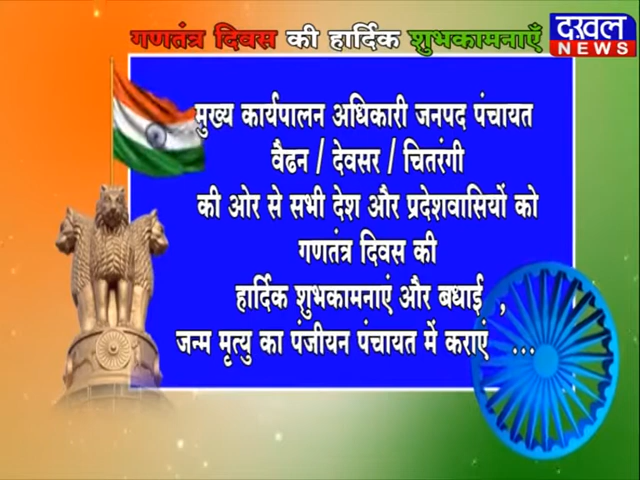 गणतंत्र दिवस की हार्दिक शुभकामनाएँ
दख़ल
NEWS
मुख्य कार्यपालन अधिकारी जनपद पंचायत
वैढन / देवसर / चितरंगी
की ओर से सभी देश और प्रदेशवासियों को
गणतंत्र दिवस की
हार्दिक शुभकामनाएं और बधाई ,
जन्म मृत्यु का पंजीयन पंचायत में कराएं ...